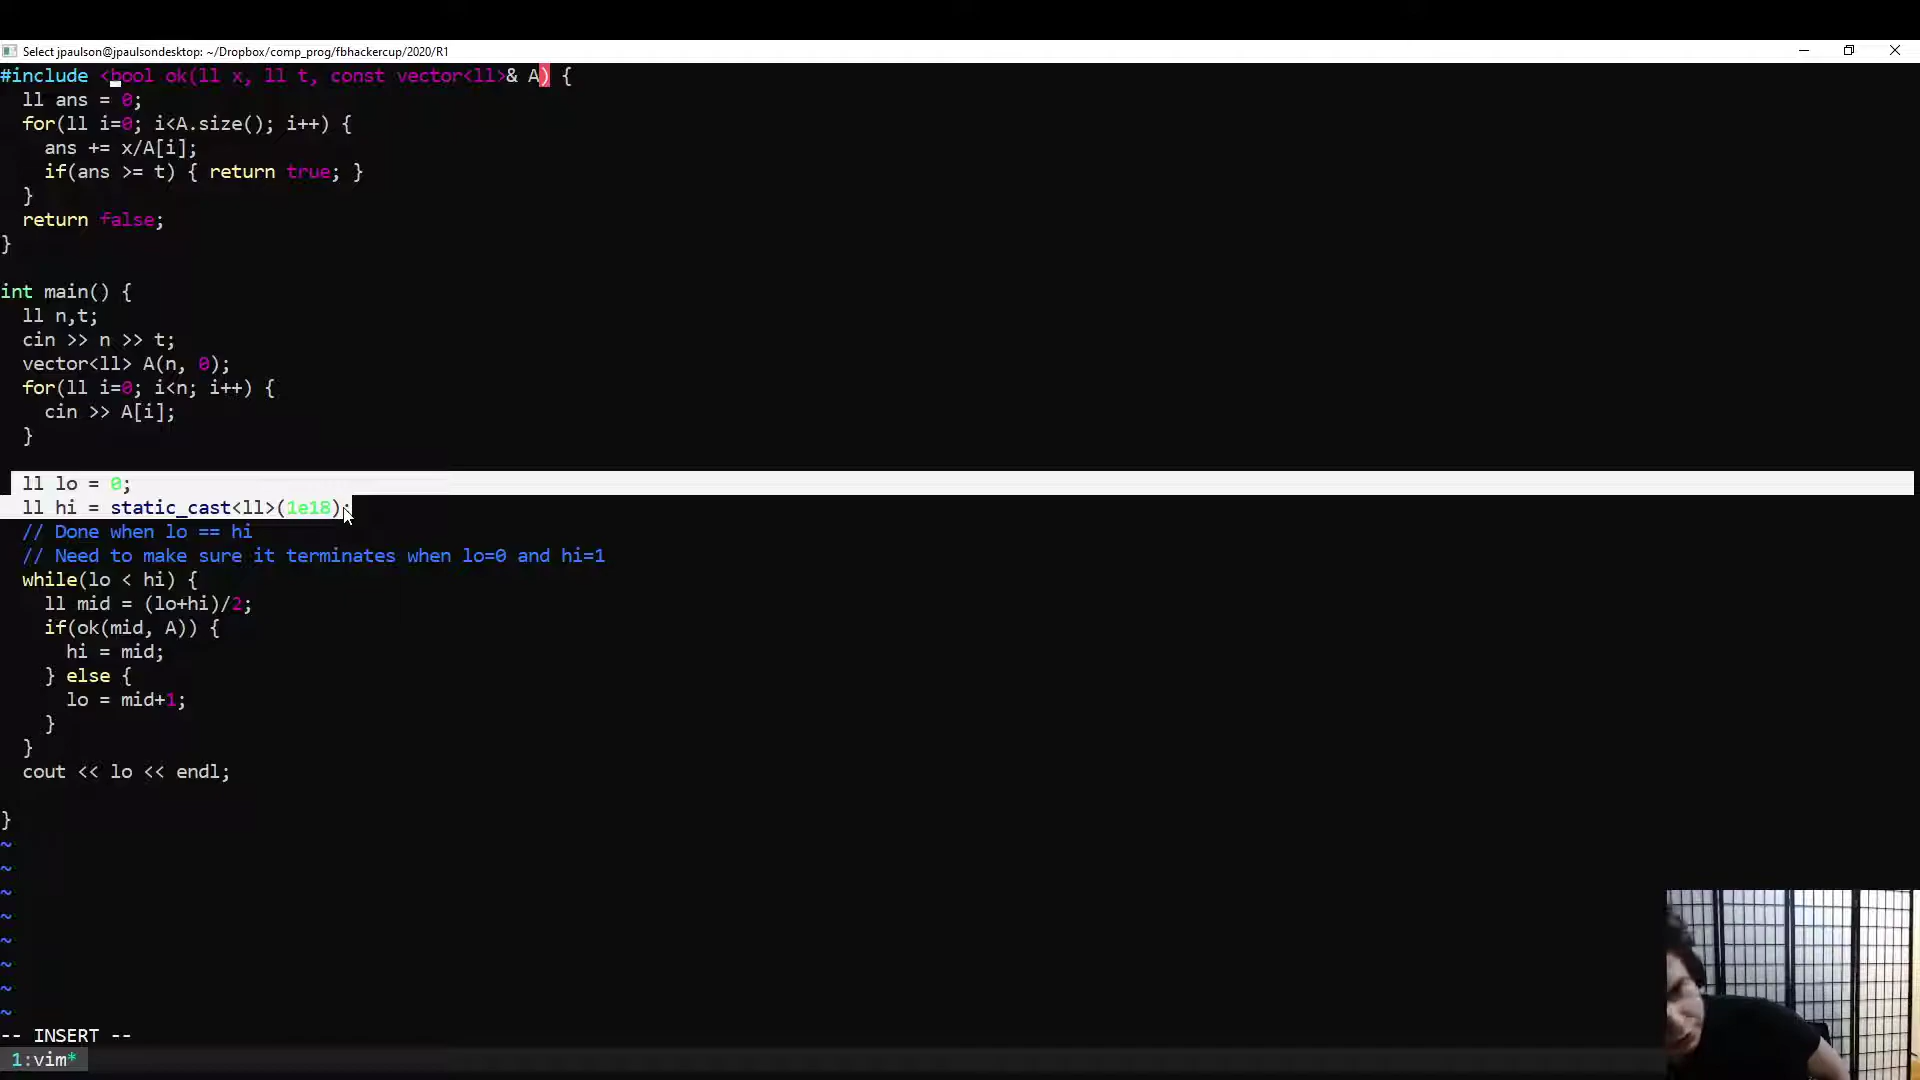 Select jpaulson@jpaulsondesktop: ~/Dropbox/comp_prog/fbhackercup/2020/R1
#include <bool ok(ll x, ll t, const vector<ll>& A) {
  ll ans = 0;
  for(ll i=0; i<A.size(); i++) {
    ans += x/A[i];
    if(ans >= t) { return true; }
  }
  return false;
}
int main() {
  ll n,t;
  cin >> n >> t;
  vector<ll> A(n, 0);
  for(ll i=0; i<n; i++) {
    cin >> A[i];
  }
  ll lo = 0;
  ll hi = static_cast<ll>(1e18);
  // Done when lo == hi
  // Need to make sure it terminates when lo=0 and hi=1
  while(lo < hi) {
    ll mid = (lo+hi)/2;
    if(ok(mid, A)) {
      hi = mid;
    } else {
      lo = mid+1;
    }
  }
  cout << lo << endl;
}
~
~
~
~
~
~
~
~
-- INSERT --
1:vim*